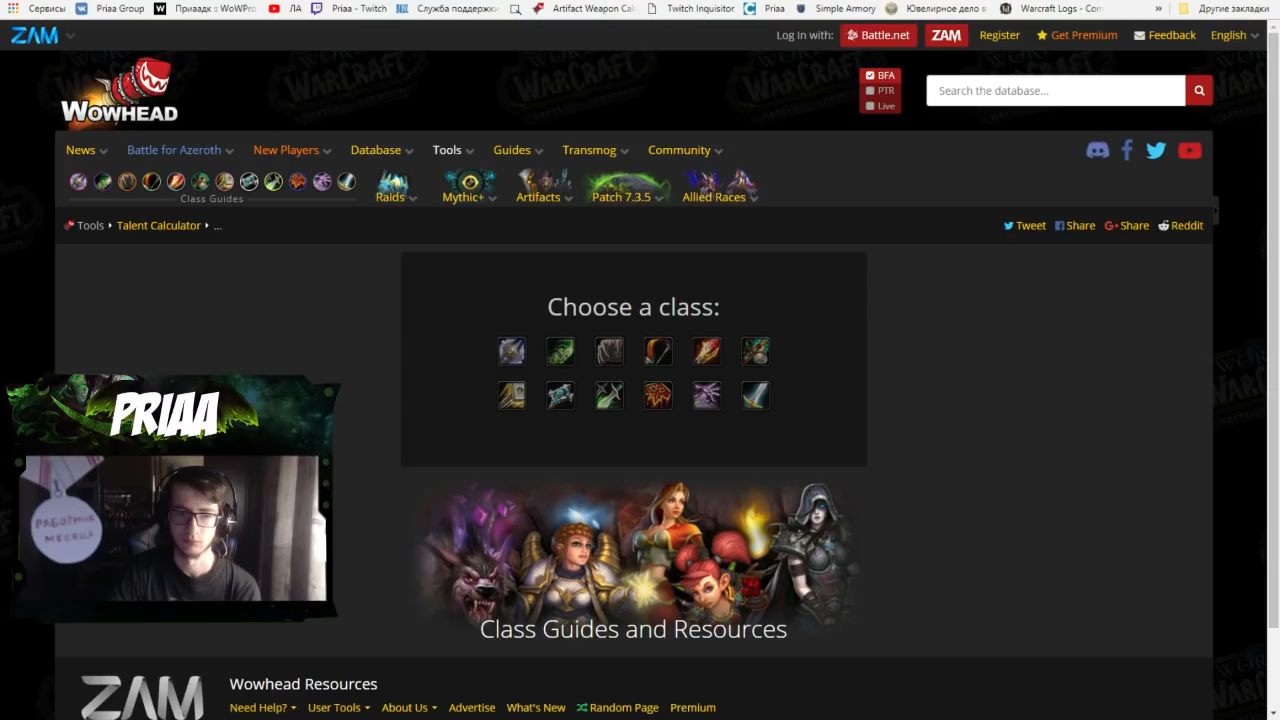 Сервисы Priaa Group Приаадк :: WoWPro ЛА Priaa - Twitch Служба поддержки Artifact Weapon Cal Twitch Inquisitor Priaa Simple Armory Ювелирное дело в Warcraft Logs - Com » Другие закладки
ZAM Log In with: Battle.net ZAM Register Get Premium Feedback English
WOWHEAD
BFA
PTR
Live
Search the database...
News Battle for Azeroth New Players Database Tools Guides Transmog Community
Class Guides Raids Mythic+ Artifacts Patch 7.3.5 Allied Races
Tools Talent Calculator ... Tweet Share Share Reddit
Choose a class:
PRIAA
РАБОТНИК
МЕСЯЦА
Class Guides and Resources
ZAM
Wowhead Resources
Need Help? User Tools About Us Advertise What's New Random Page Premium